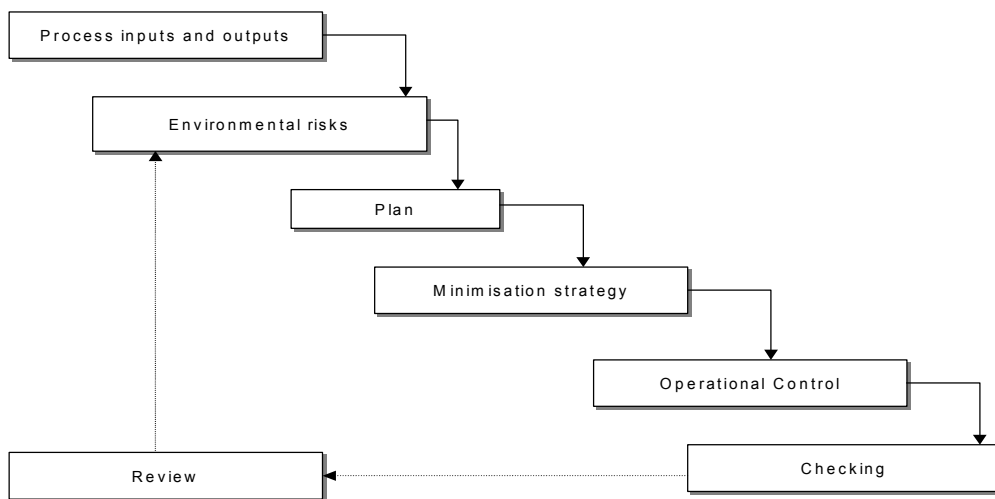 Process inputs and outputs
Environmental risks
Plan
Minimisation strategy
Operational Control
Review
Checking